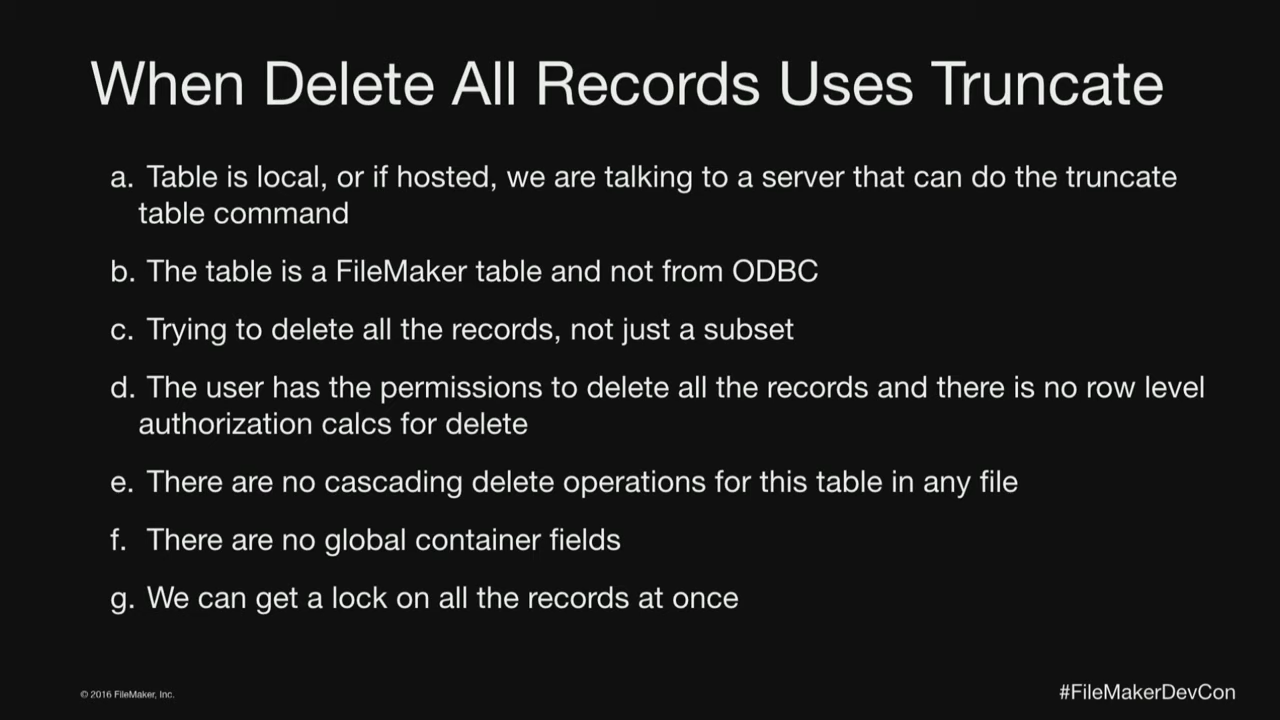 When Delete All Records Uses Truncate
a. Table is local, or if hosted, we are talking to a server that can do the truncate
table command
b. The table is a FileMaker table and not from ODBC
c. Trying to delete all the records, not just a subset
d. The user has the permissions to delete all the records and there is no row level
authorization calcs for delete
e. There are no cascading delete operations for this table in any file
f. There are no global container fields
g. We can get a lock on all the records at once
© 2016 FileMaker, Inc.
#FileMakerDevCon